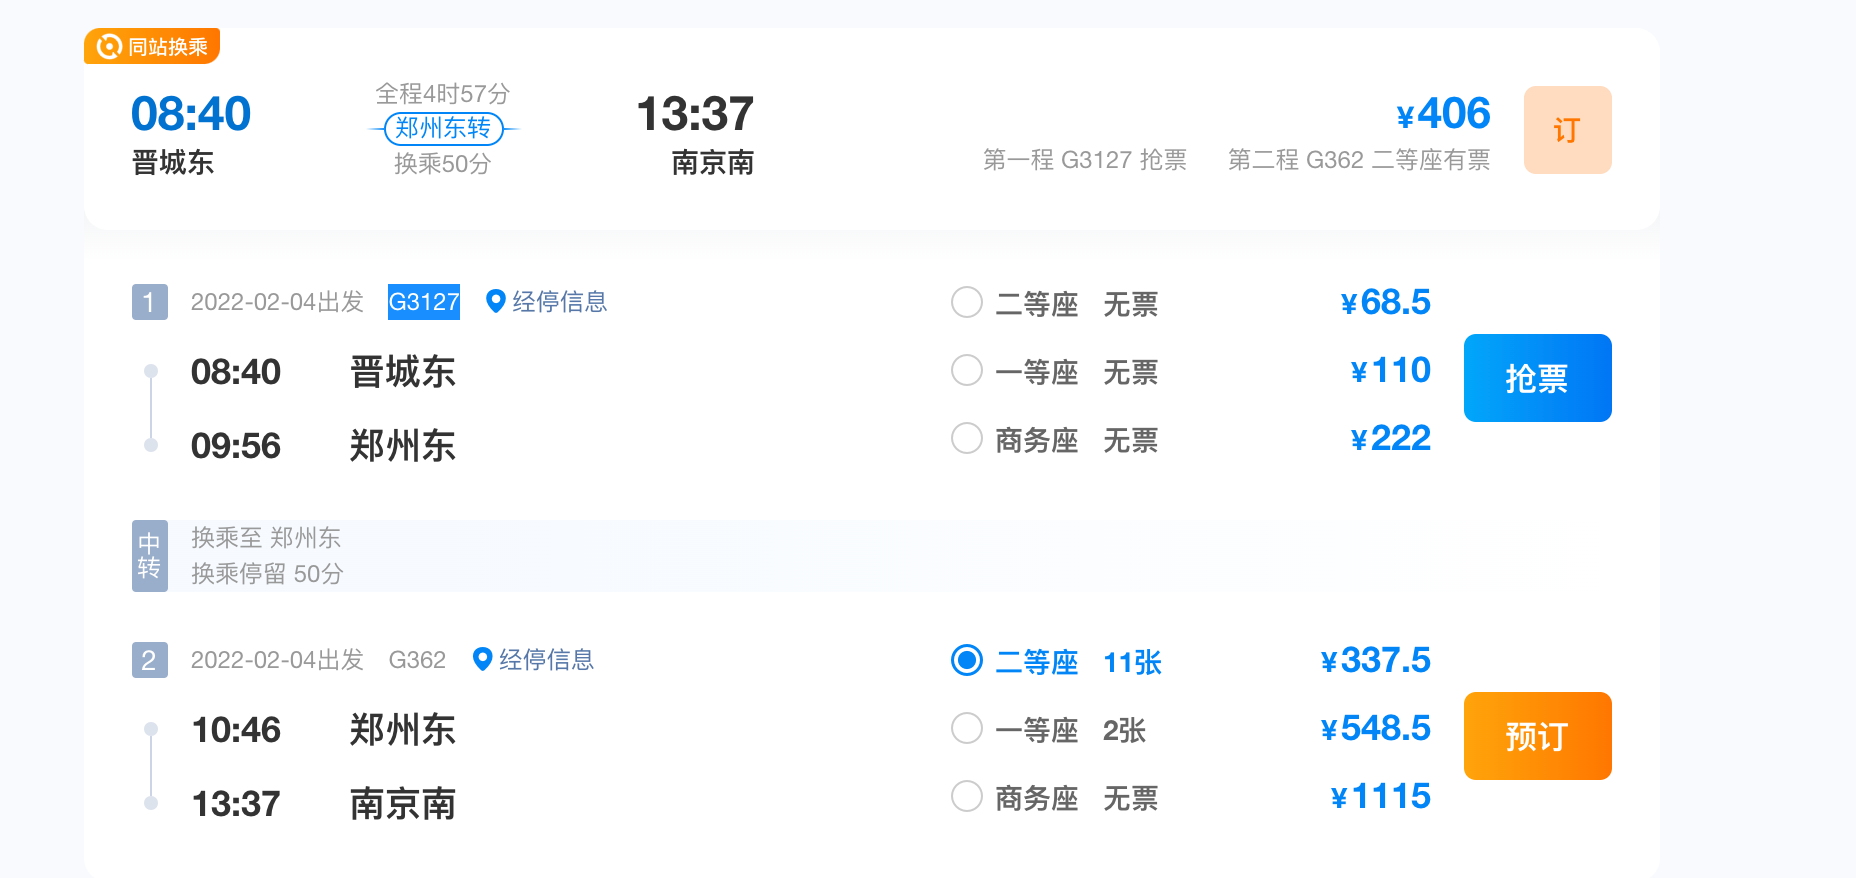 同站换乘
08:40 全程4时57分 13:37 ¥406 订
郑州东转
晋城东 换乘50分 南京南 第一程 G3127 抢票 第二程 G362 二等座有票
1 2022-02-04出发 G3127 经停信息 二等座 无票 ¥68.5
08:40 晋城东 一等座 无票 ¥110 抢票
09:56 郑州东 商务座 无票 ¥222
中转
换乘至 郑州东
换乘停留 50分
2 2022-02-04出发 G362 经停信息 二等座 11张 ¥337.5
10:46 郑州东 一等座 2张 ¥548.5 预订
13:37 南京南 商务座 无票 ¥1115